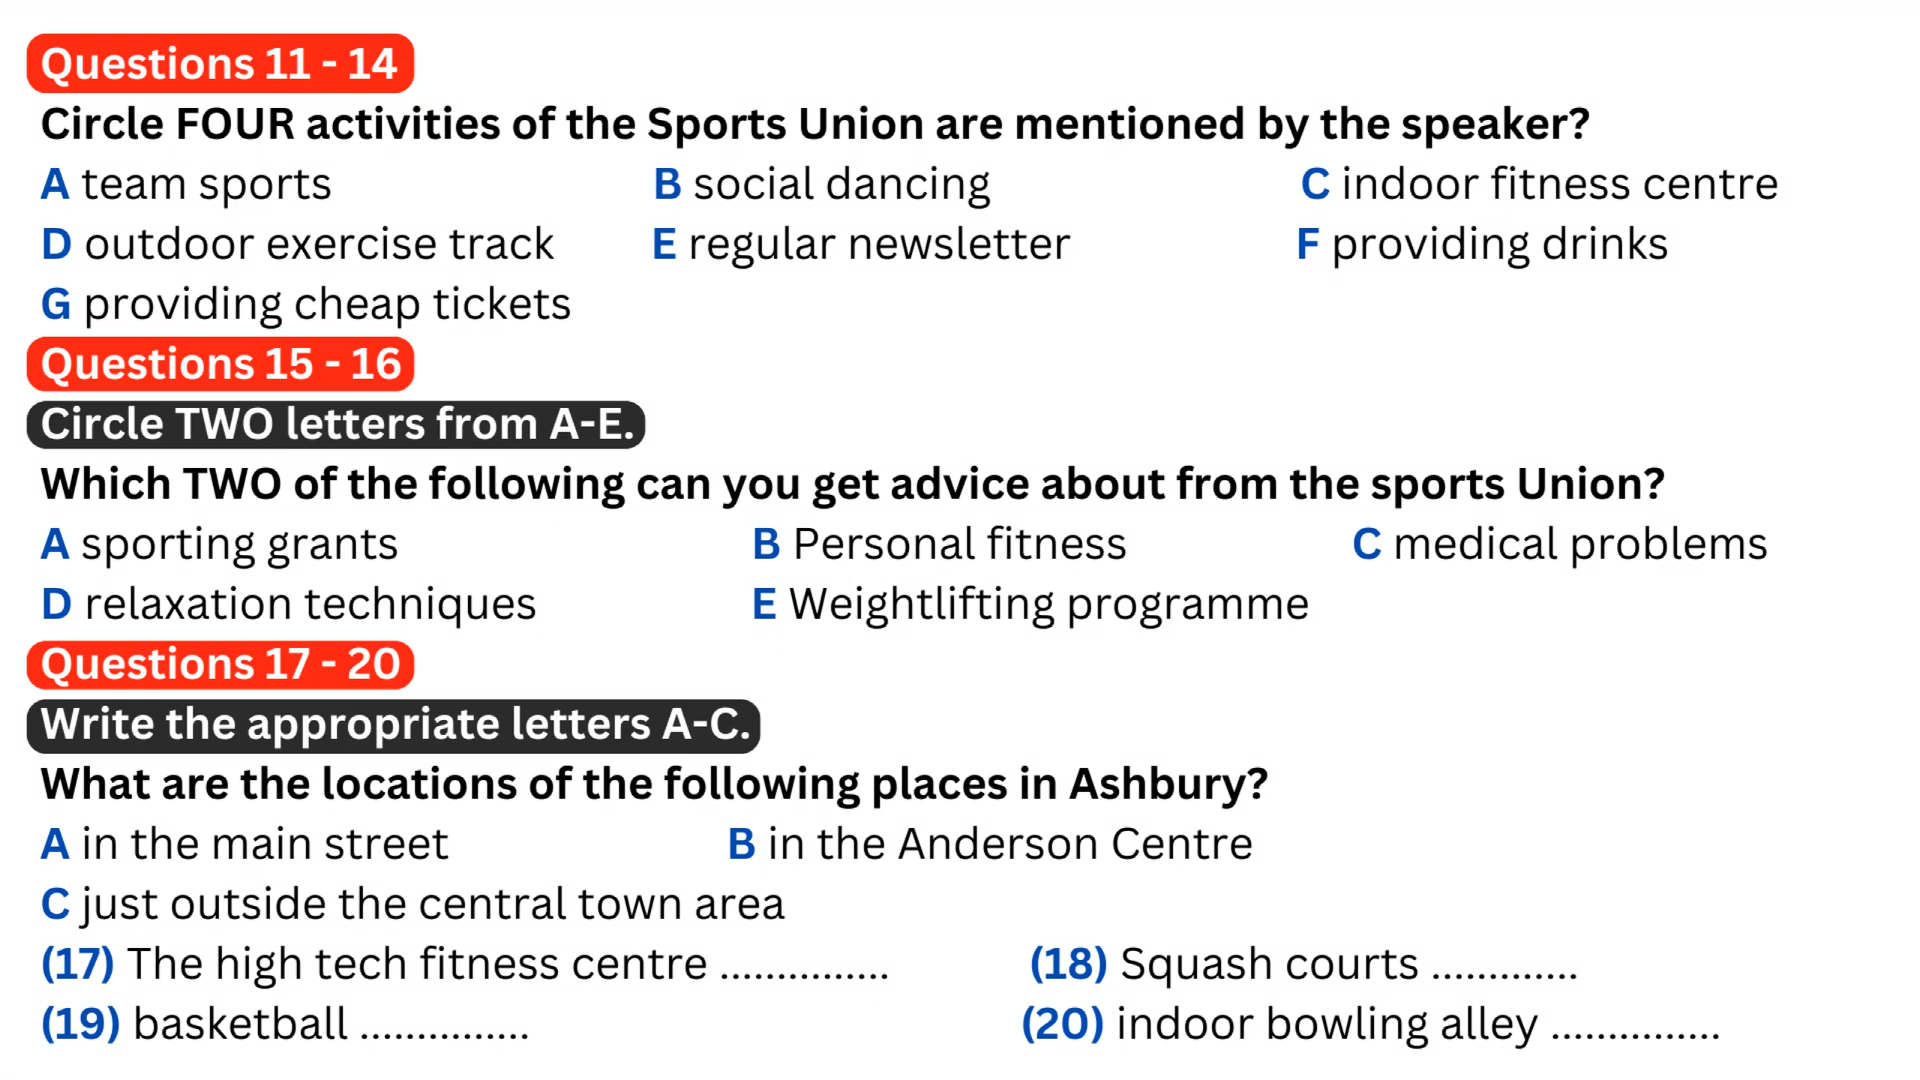 Questions 11 - 14
Circle FOUR activities of the Sports Union are mentioned by the speaker?
A team sports B social dancing C indoor fitness centre
D outdoor exercise track E regular newsletter F providing drinks
G providing cheap tickets
Questions 15 - 16
Circle TWO letters from A-E.
Which TWO of the following can you get advice about from the sports Union?
A sporting grants B Personal fitness C medical problems
D relaxation techniques E Weightlifting programme
Questions 17 - 20
Write the appropriate letters A-C.
What are the locations of the following places in Ashbury?
A in the main street B in the Anderson Centre
C just outside the central town area
(17) The high tech fitness centre ............... (18) Squash courts .............
(19) basketball ............... (20) indoor bowling alley ...............